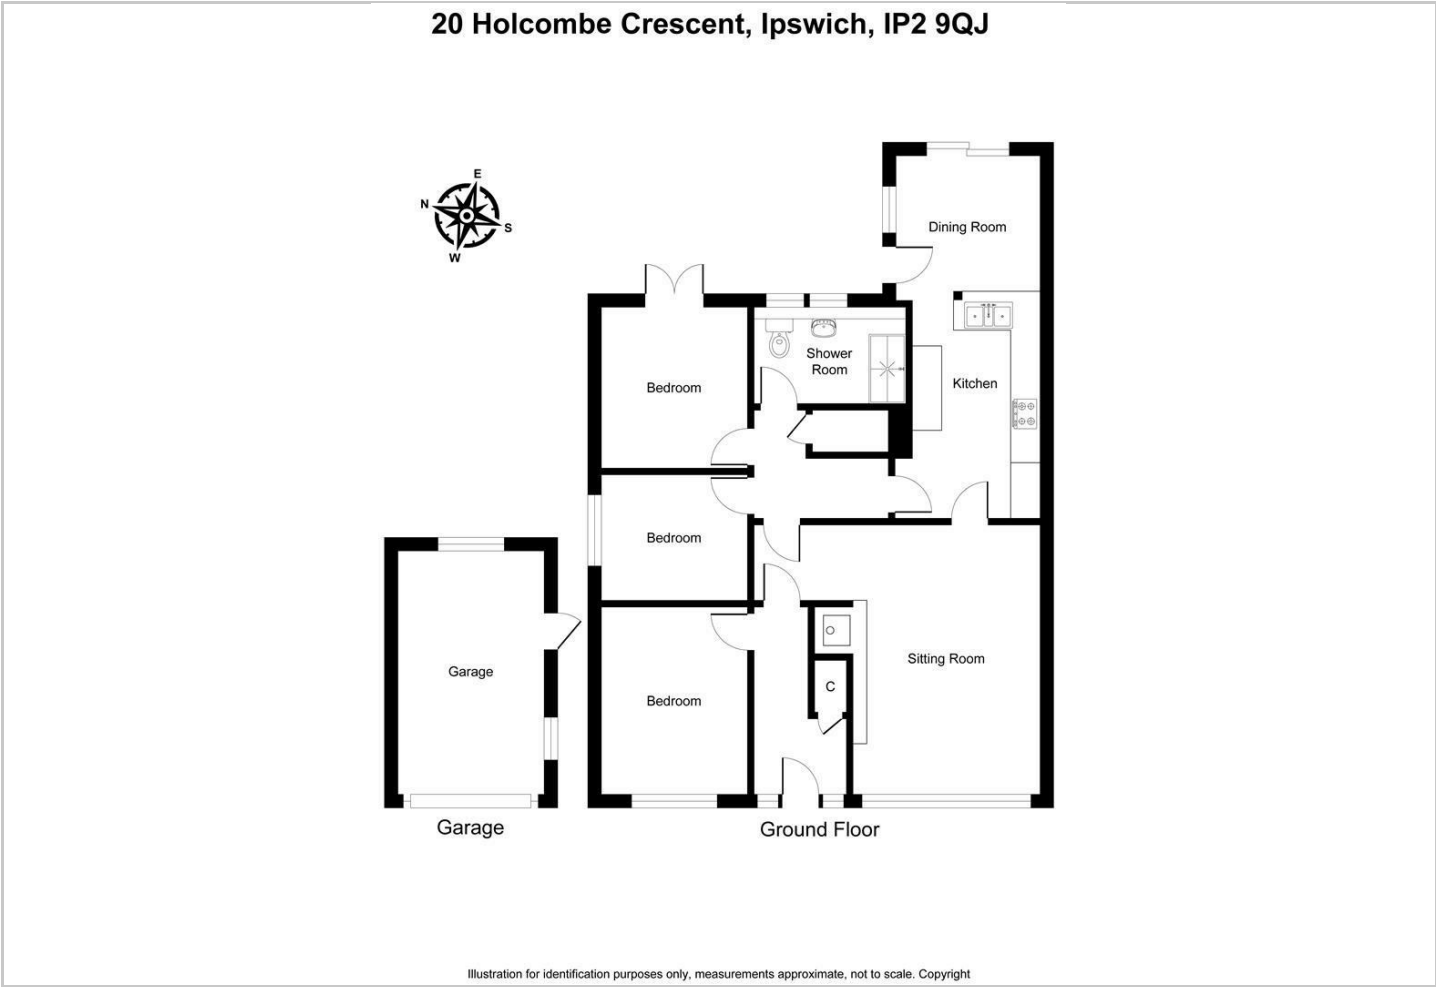 20 Holcombe Crescent, Ipswich, IP2 9QJ
E
N
S
W
Dining Room
Shower
Room
Kitchen
Bedroom
Bedroom
Garage
Sitting Room
C
Bedroom
Garage
Ground Floor
Illustration for identification purposes only, measurements approximate, not to scale. Copyright